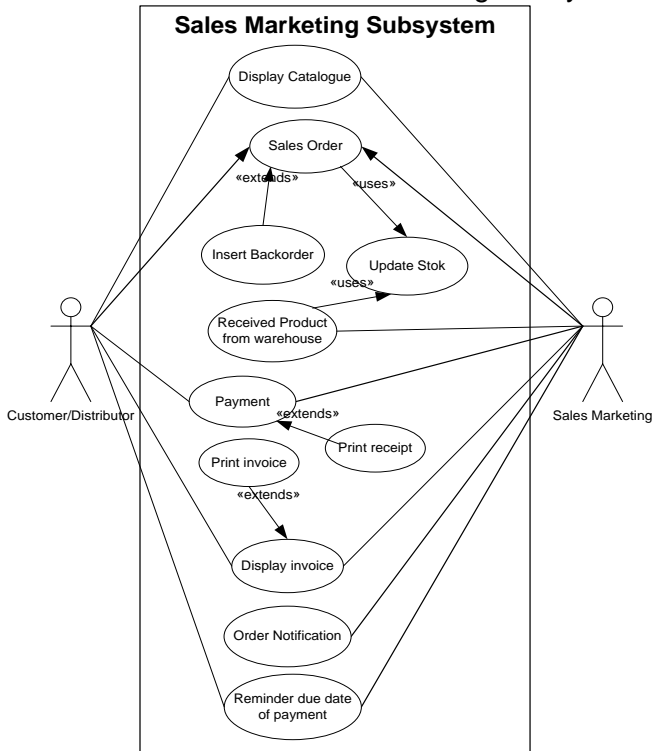 Sales Marketing Subsystem
Display Catalogue
Sales Order
«extends»
«uses»
Insert Backorder
Update Stok
«uses»
Received Product
from warehouse
Customer/Distributor
Sales Marketing
Payment
«extends»
Print receipt
Print invoice
«extends»
Display invoice
Order Notification
Reminder due date
of payment